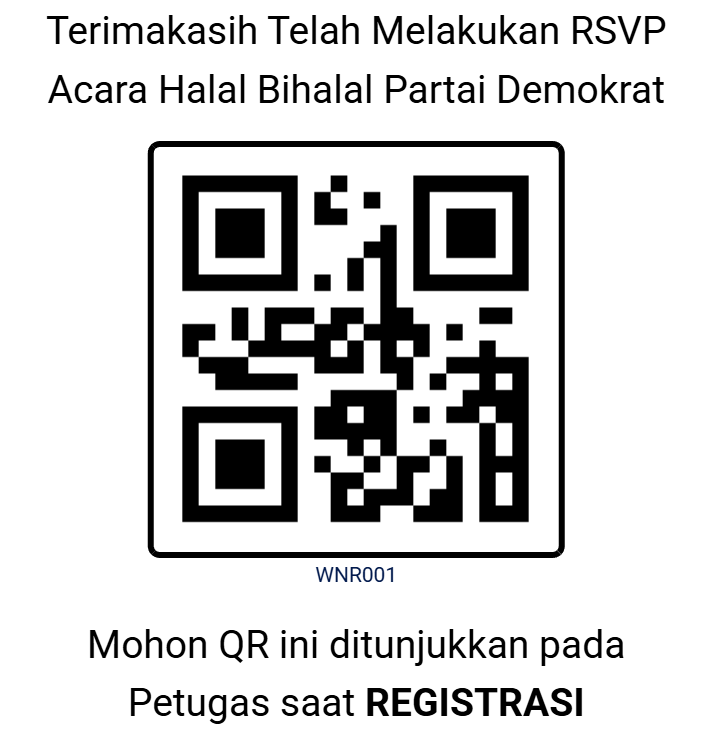 Terimakasih Telah Melakukan RSVP
Acara Halal Bihalal Partai Demokrat
WNR001
Mohon QR ini ditunjukkan pada
Petugas saat REGISTRASI